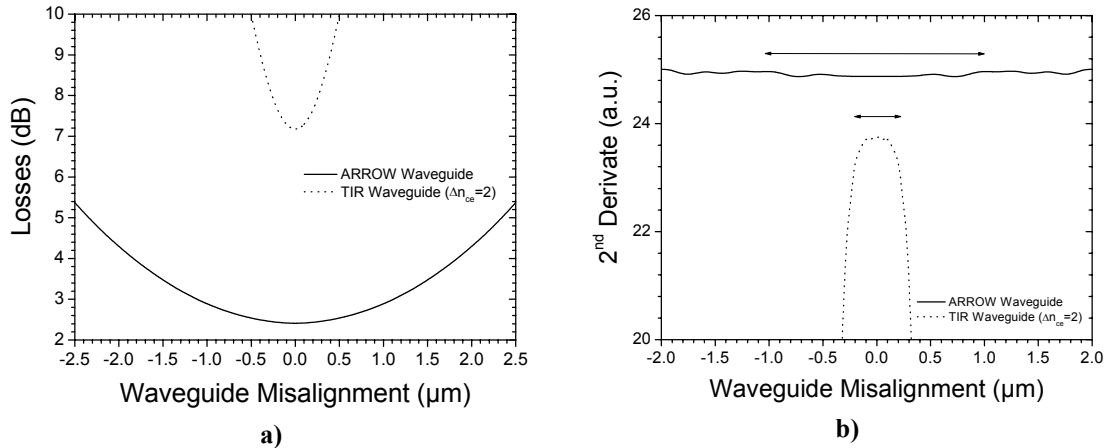 10
9
8
7
6
5
4
3
2
Losses (dB)
ARROW Waveguide
TIR Waveguide (Δn_ce=2)
-2.5 -2.0 -1.5 -1.0 -0.5 0.0 0.5 1.0 1.5 2.0 2.5
Waveguide Misalignment (µm)
a)
26
24
22
20
2nd Derivate (a.u.)
ARROW Waveguide
TIR Waveguide (Δn_ce=2)
-2.0 -1.5 -1.0 -0.5 0.0 0.5 1.0 1.5 2.0
Waveguide Misalignment (µm)
b)